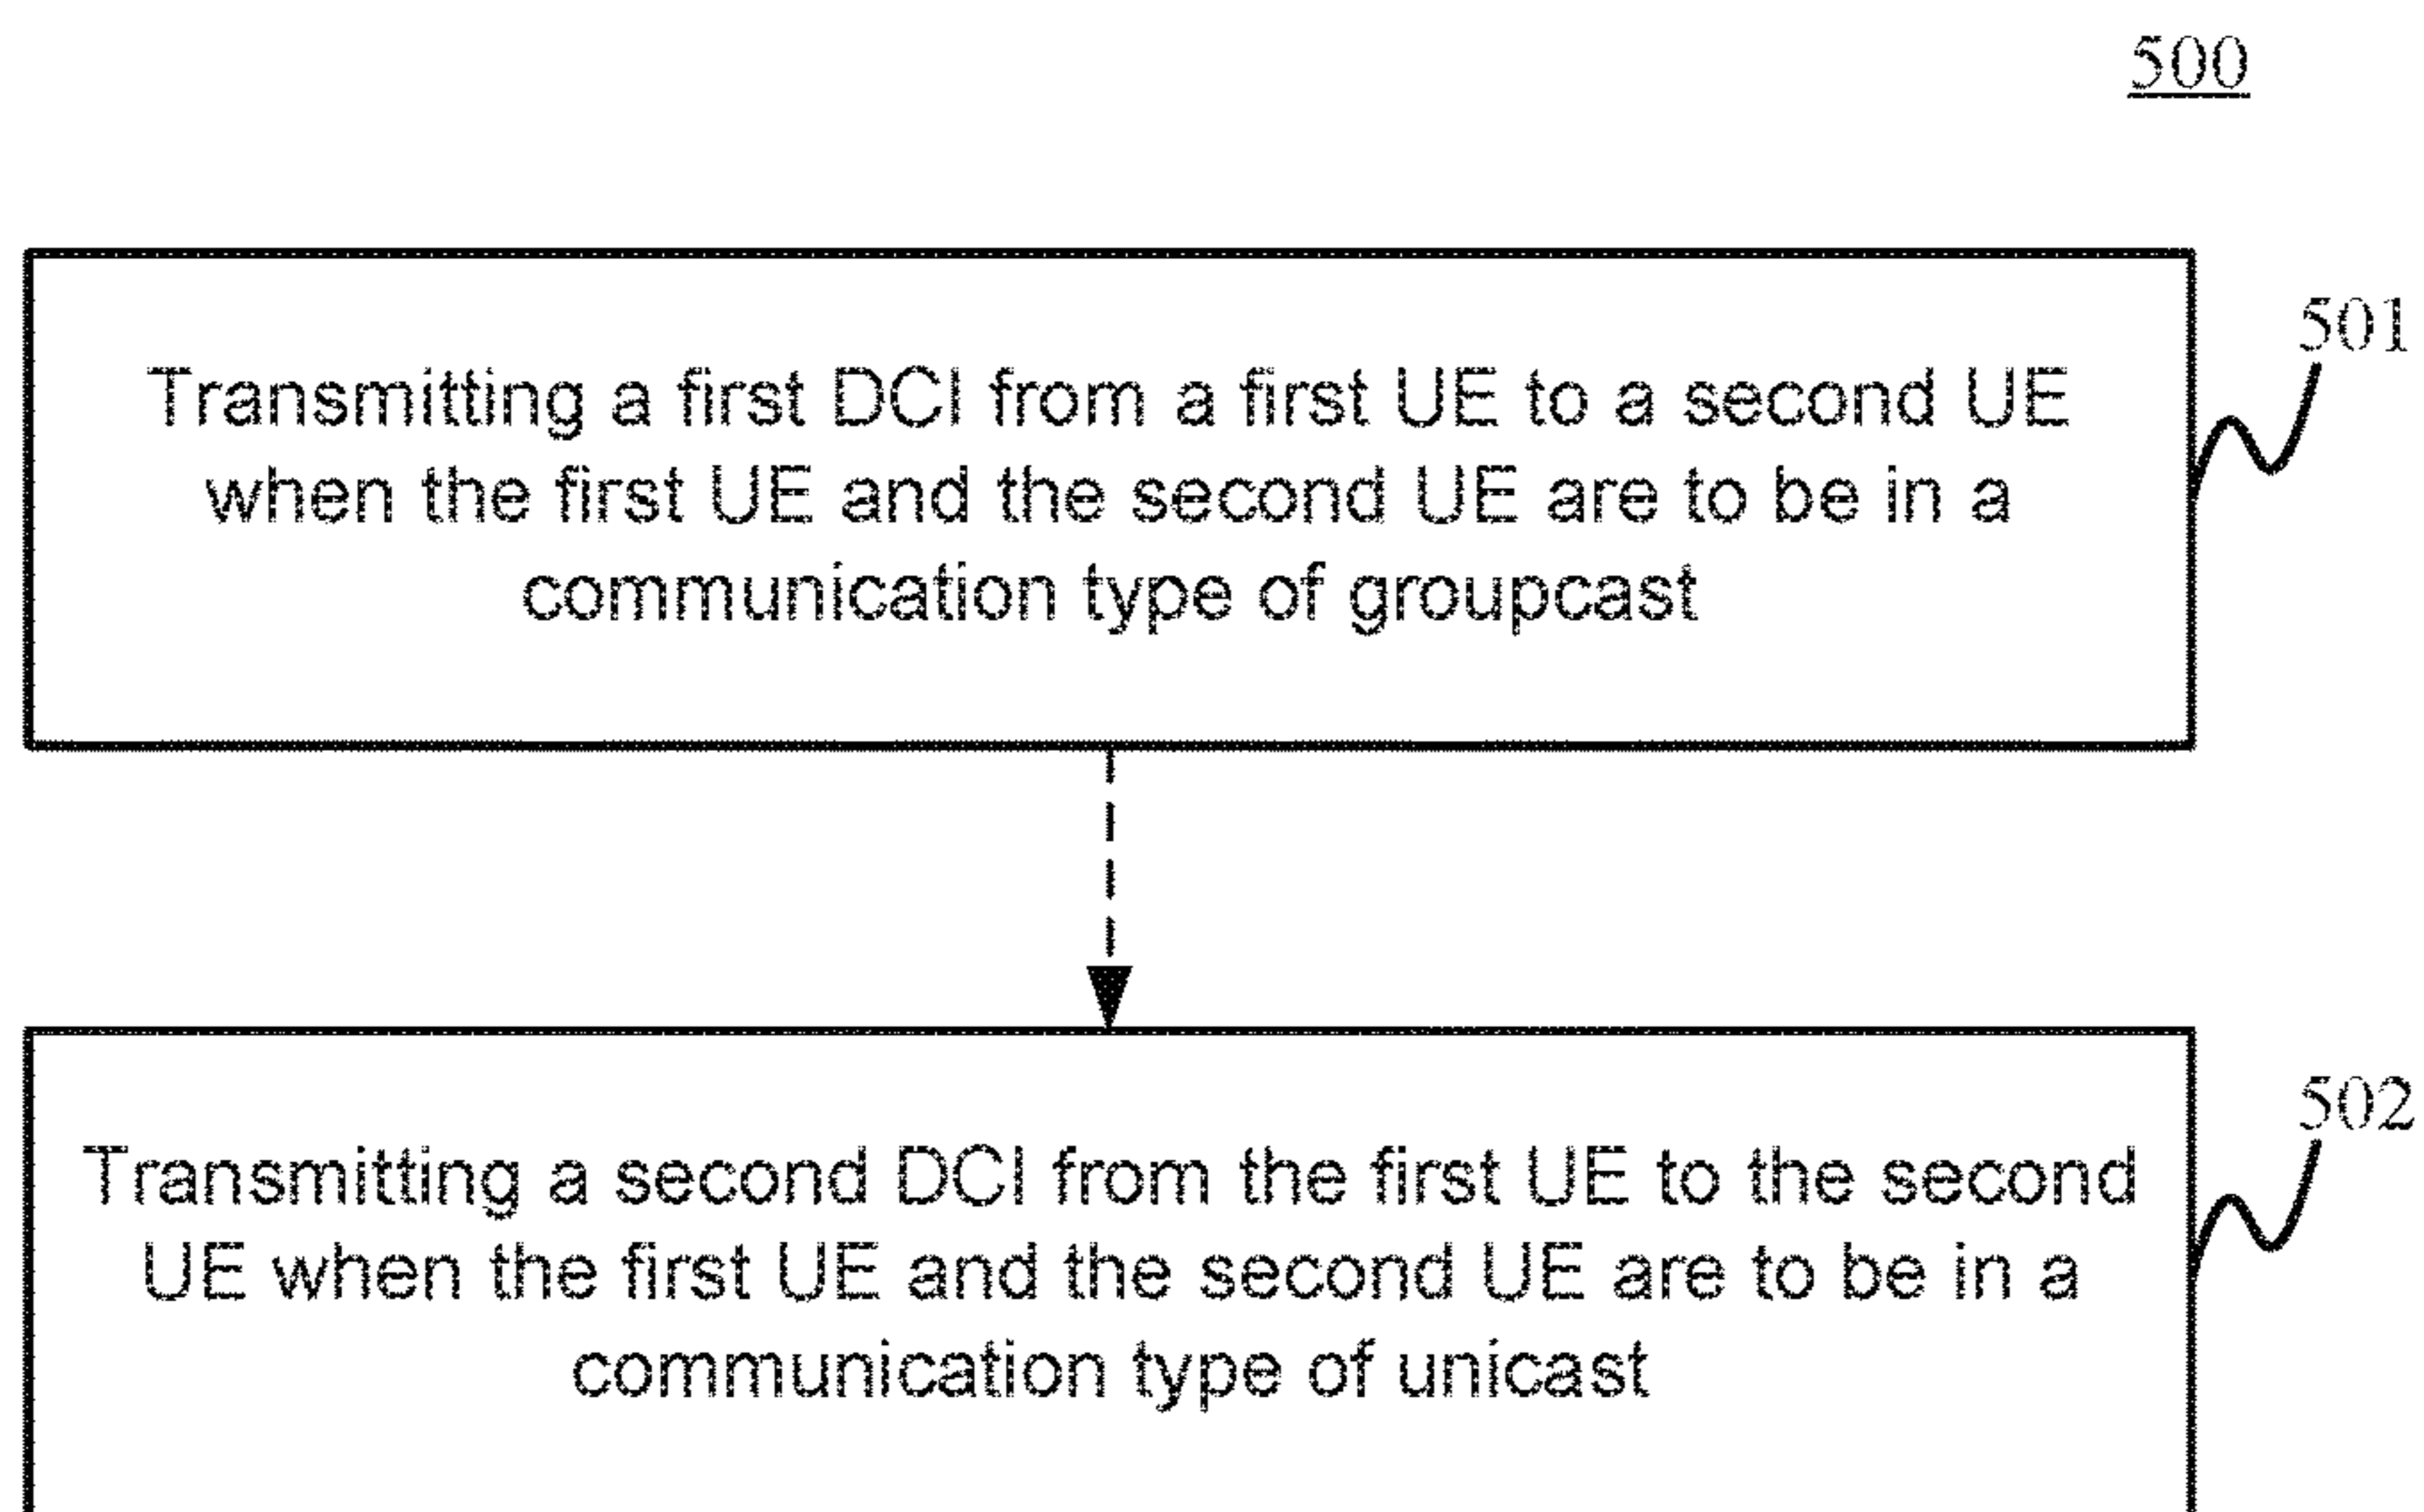 500
501
Transmitting a first DCI from a first UE to a second UE
when the first UE and the second UE are to be in a
communication type of groupcast
502
Transmitting a second DCI from the first UE to the second
UE when the first UE and the second UE are to be in a
communication type of unicast